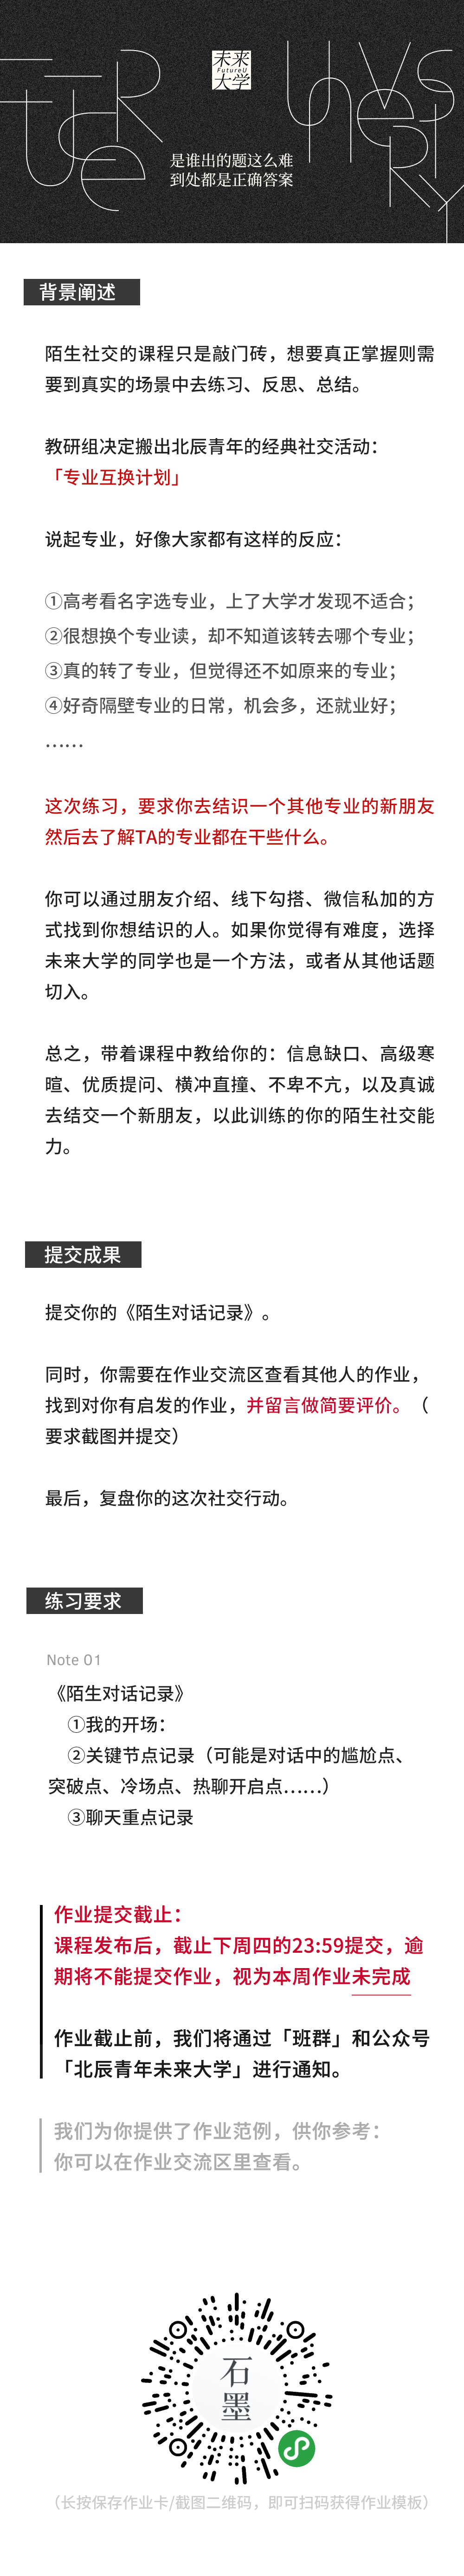 未来
FutureU
大学
FuTuRe
UNiVeRSiTY
是谁出的题这么难
到处都是正确答案
背景阐述
陌生社交的课程只是敲门砖，想要真正掌握则需
要到真实的场景中去练习、反思、总结。
教研组决定搬出北辰青年的经典社交活动：
「专业互换计划」
说起专业，好像大家都有这样的反应：
①高考看名字选专业，上了大学才发现不适合；
②很想换个专业读，却不知道该转去哪个专业；
③真的转了专业，但觉得还不如原来的专业；
④好奇隔壁专业的日常，机会多，还就业好；
……
这次练习，要求你去结识一个其他专业的新朋友
然后去了解TA的专业都在干些什么。
你可以通过朋友介绍、线下勾搭、微信私加的方
式找到你想结识的人。如果你觉得有难度，选择
未来大学的同学也是一个方法，或者从其他话题
切入。
总之，带着课程中教给你的：信息缺口、高级寒
暄、优质提问、横冲直撞、不卑不亢，以及真诚
去结交一个新朋友，以此训练的你的陌生社交能
力。
提交成果
提交你的《陌生对话记录》。
同时，你需要在作业交流区查看其他人的作业，
找到对你有启发的作业，并留言做简要评价。（
要求截图并提交）
最后，复盘你的这次社交行动。
练习要求
Note 01
《陌生对话记录》
①我的开场：
②关键节点记录（可能是对话中的尴尬点、
突破点、冷场点、热聊开启点……）
③聊天重点记录
作业提交截止：
课程发布后，截止下周四的23:59提交，逾
期将不能提交作业，视为本周作业未完成
作业截止前，我们将通过「班群」和公众号
「北辰青年未来大学」进行通知。
我们为你提供了作业范例，供你参考：
你可以在作业交流区里查看。
石
墨
（长按保存作业卡/截图二维码，即可扫码获得作业模板）